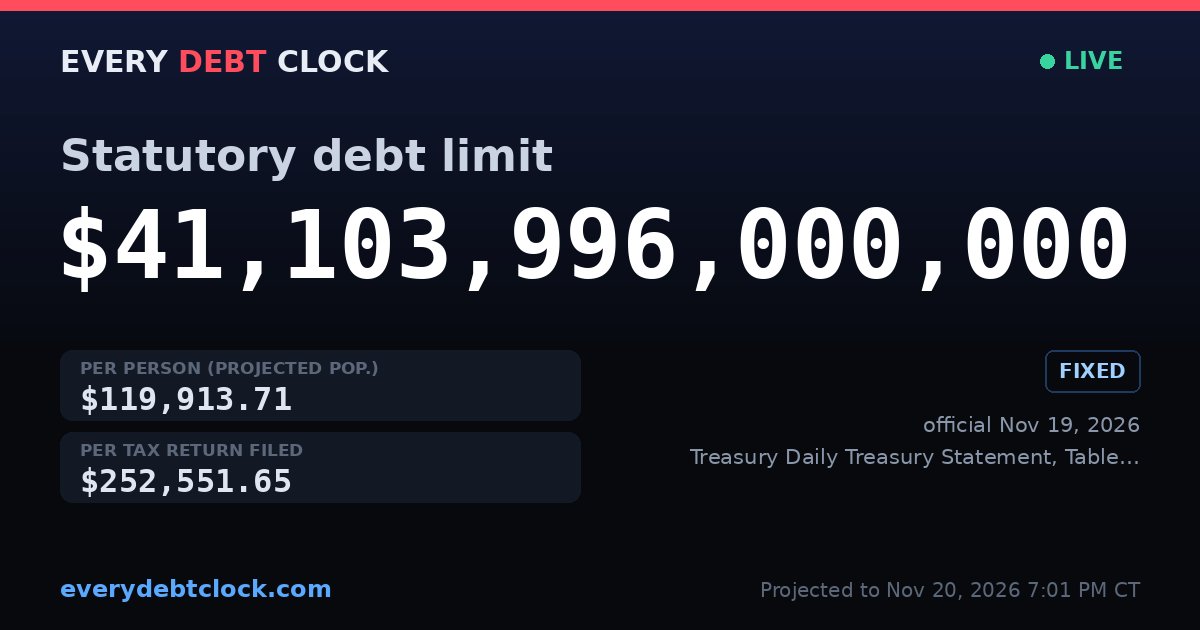 EVERY DEBT CLOCK
LIVE
Statutory debt limit
$41,103,996,000,000
PER PERSON (PROJECTED POP.)
$119,913.71
PER TAX RETURN FILED
$252,551.65
FIXED
official Nov 19, 2026
Treasury Daily Treasury Statement, Table…
everydebtclock.com
Projected to Nov 20, 2026 7:01 PM CT